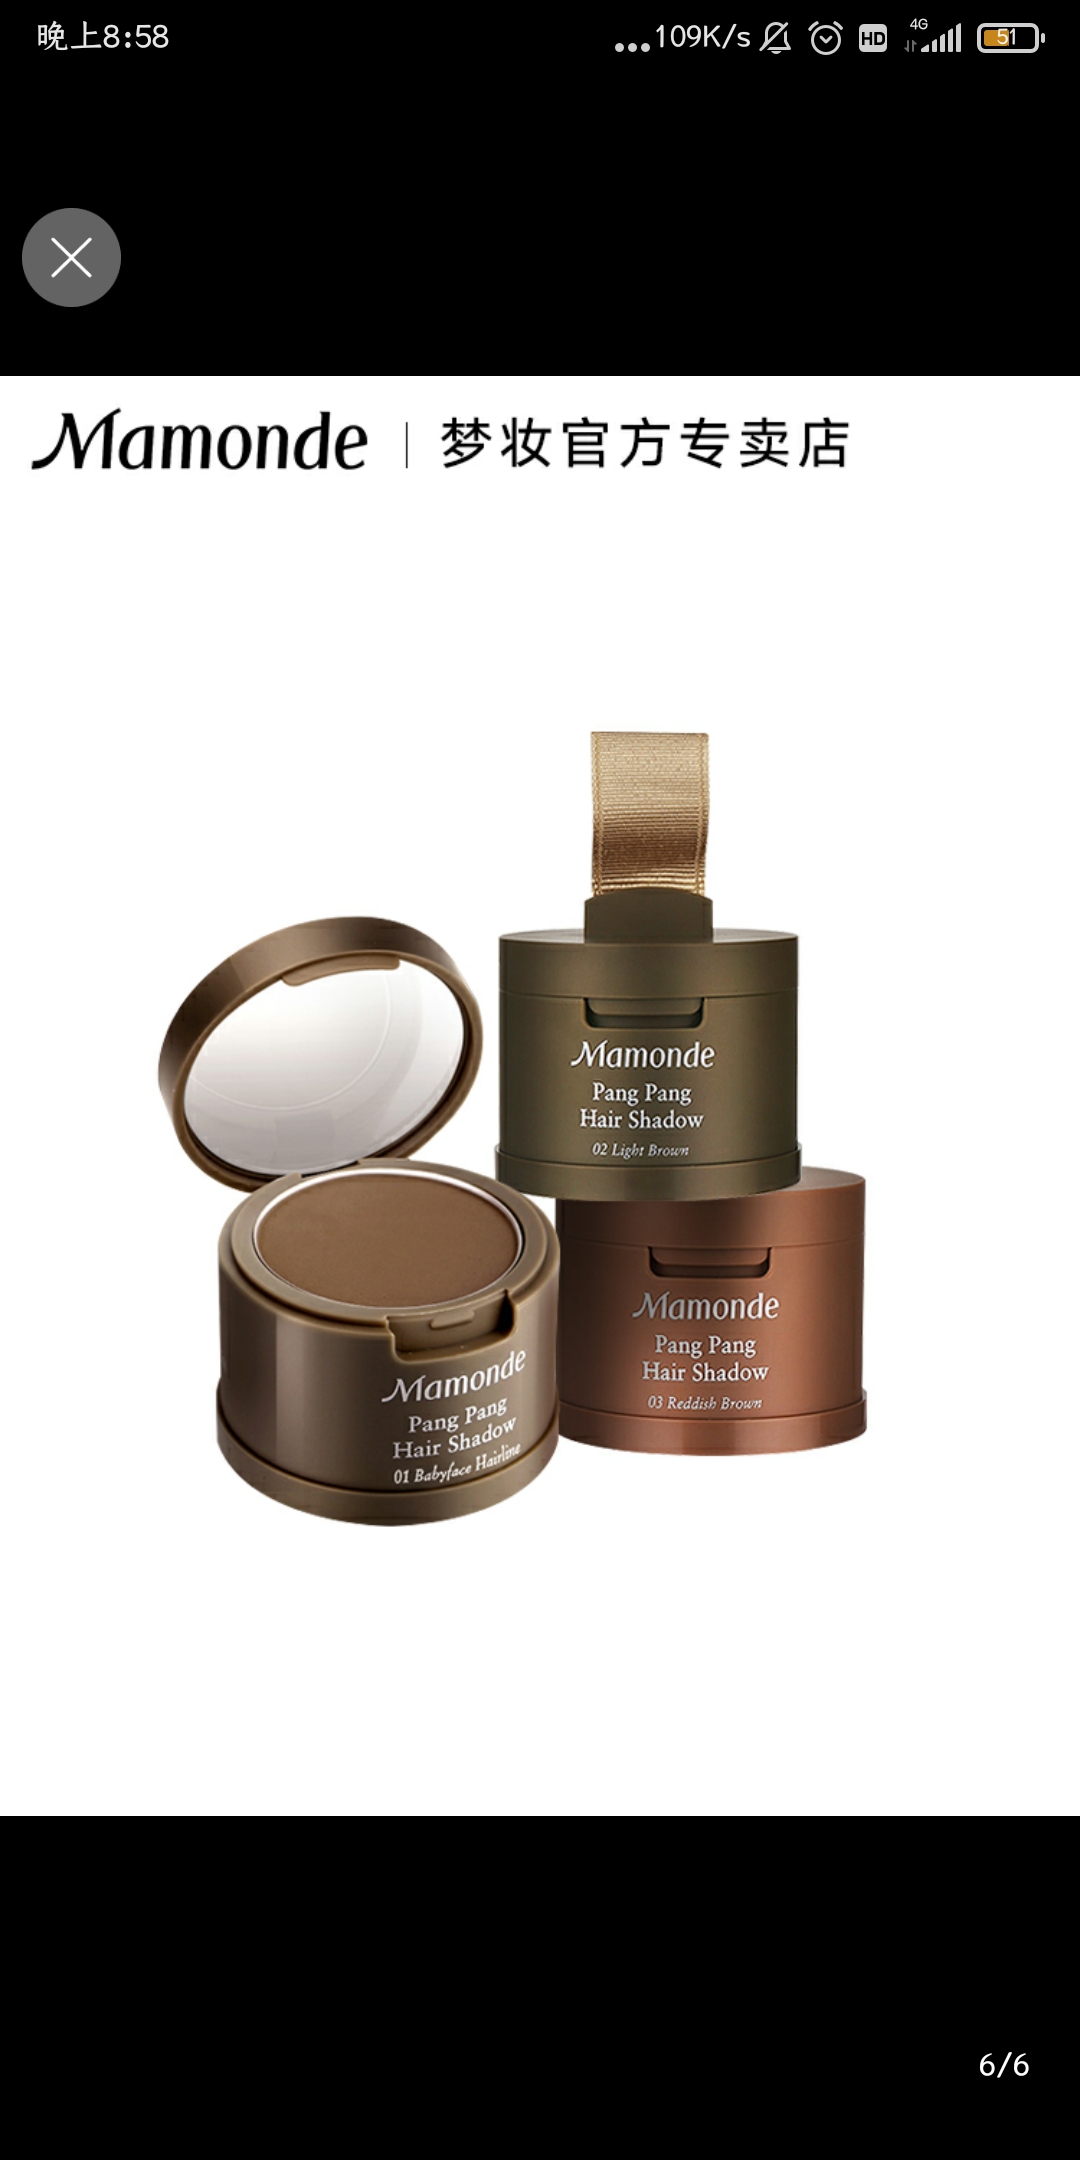 晚上8:58
...109K/s HD 4G 51
Mamonde | 梦妆官方专卖店
Mamonde
Pang Pang
Hair Shadow
02 Light Brown
Mamonde
Pang Pang
Hair Shadow
03 Reddish Brown
Mamonde
Pang Pang
Hair Shadow
01 Babyface Hairline
6/6